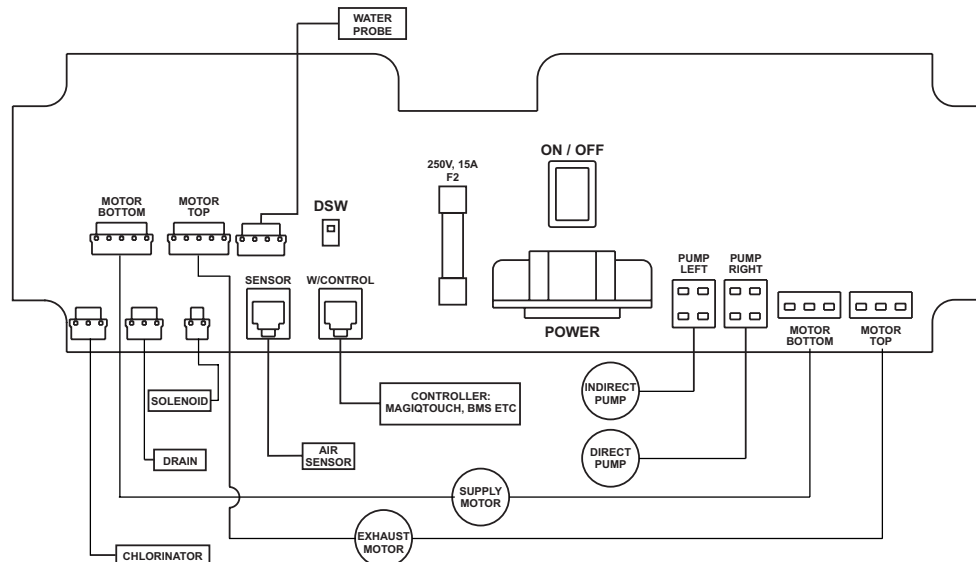 WATER
PROBE
ON / OFF
250V, 15A
F2
MOTOR
BOTTOM
MOTOR
TOP
DSW
SENSOR
W/CONTROL
PUMP
LEFT
PUMP
RIGHT
POWER
MOTOR
BOTTOM
MOTOR
TOP
SOLENOID
CONTROLLER:
MAGIQTOUCH, BMS ETC
INDIRECT
PUMP
DRAIN
AIR
SENSOR
DIRECT
PUMP
SUPPLY
MOTOR
EXHAUST
MOTOR
CHLORINATOR